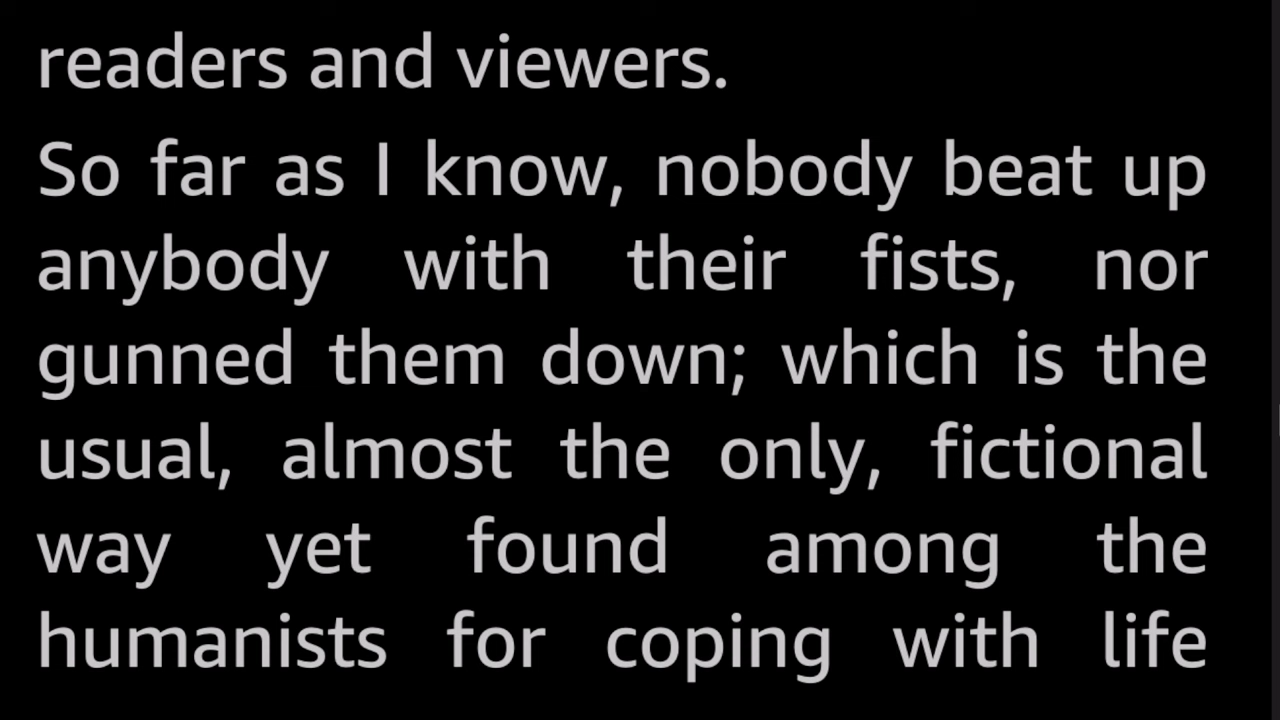 readers and viewers.
So far as I know, nobody beat up
anybody with their fists, nor
gunned them down; which is the
usual, almost the only, fictional
way yet found among the
humanists for coping with life